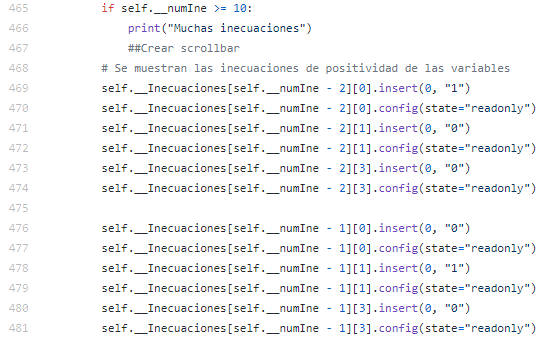 465 if self.__numIne >= 10:
466 print("Muchas inecuaciones")
467 ##Crear scrollbar
468 # Se muestran las inecuaciones de positividad de las variables
469 self.__Inecuaciones[self.__numIne - 2][0].insert(0, "1")
470 self.__Inecuaciones[self.__numIne - 2][0].config(state="readonly")
471 self.__Inecuaciones[self.__numIne - 2][1].insert(0, "0")
472 self.__Inecuaciones[self.__numIne - 2][1].config(state="readonly")
473 self.__Inecuaciones[self.__numIne - 2][3].insert(0, "0")
474 self.__Inecuaciones[self.__numIne - 2][3].config(state="readonly")
475
476 self.__Inecuaciones[self.__numIne - 1][0].insert(0, "0")
477 self.__Inecuaciones[self.__numIne - 1][0].config(state="readonly")
478 self.__Inecuaciones[self.__numIne - 1][1].insert(0, "1")
479 self.__Inecuaciones[self.__numIne - 1][1].config(state="readonly")
480 self.__Inecuaciones[self.__numIne - 1][3].insert(0, "0")
481 self.__Inecuaciones[self.__numIne - 1][3].config(state="readonly")